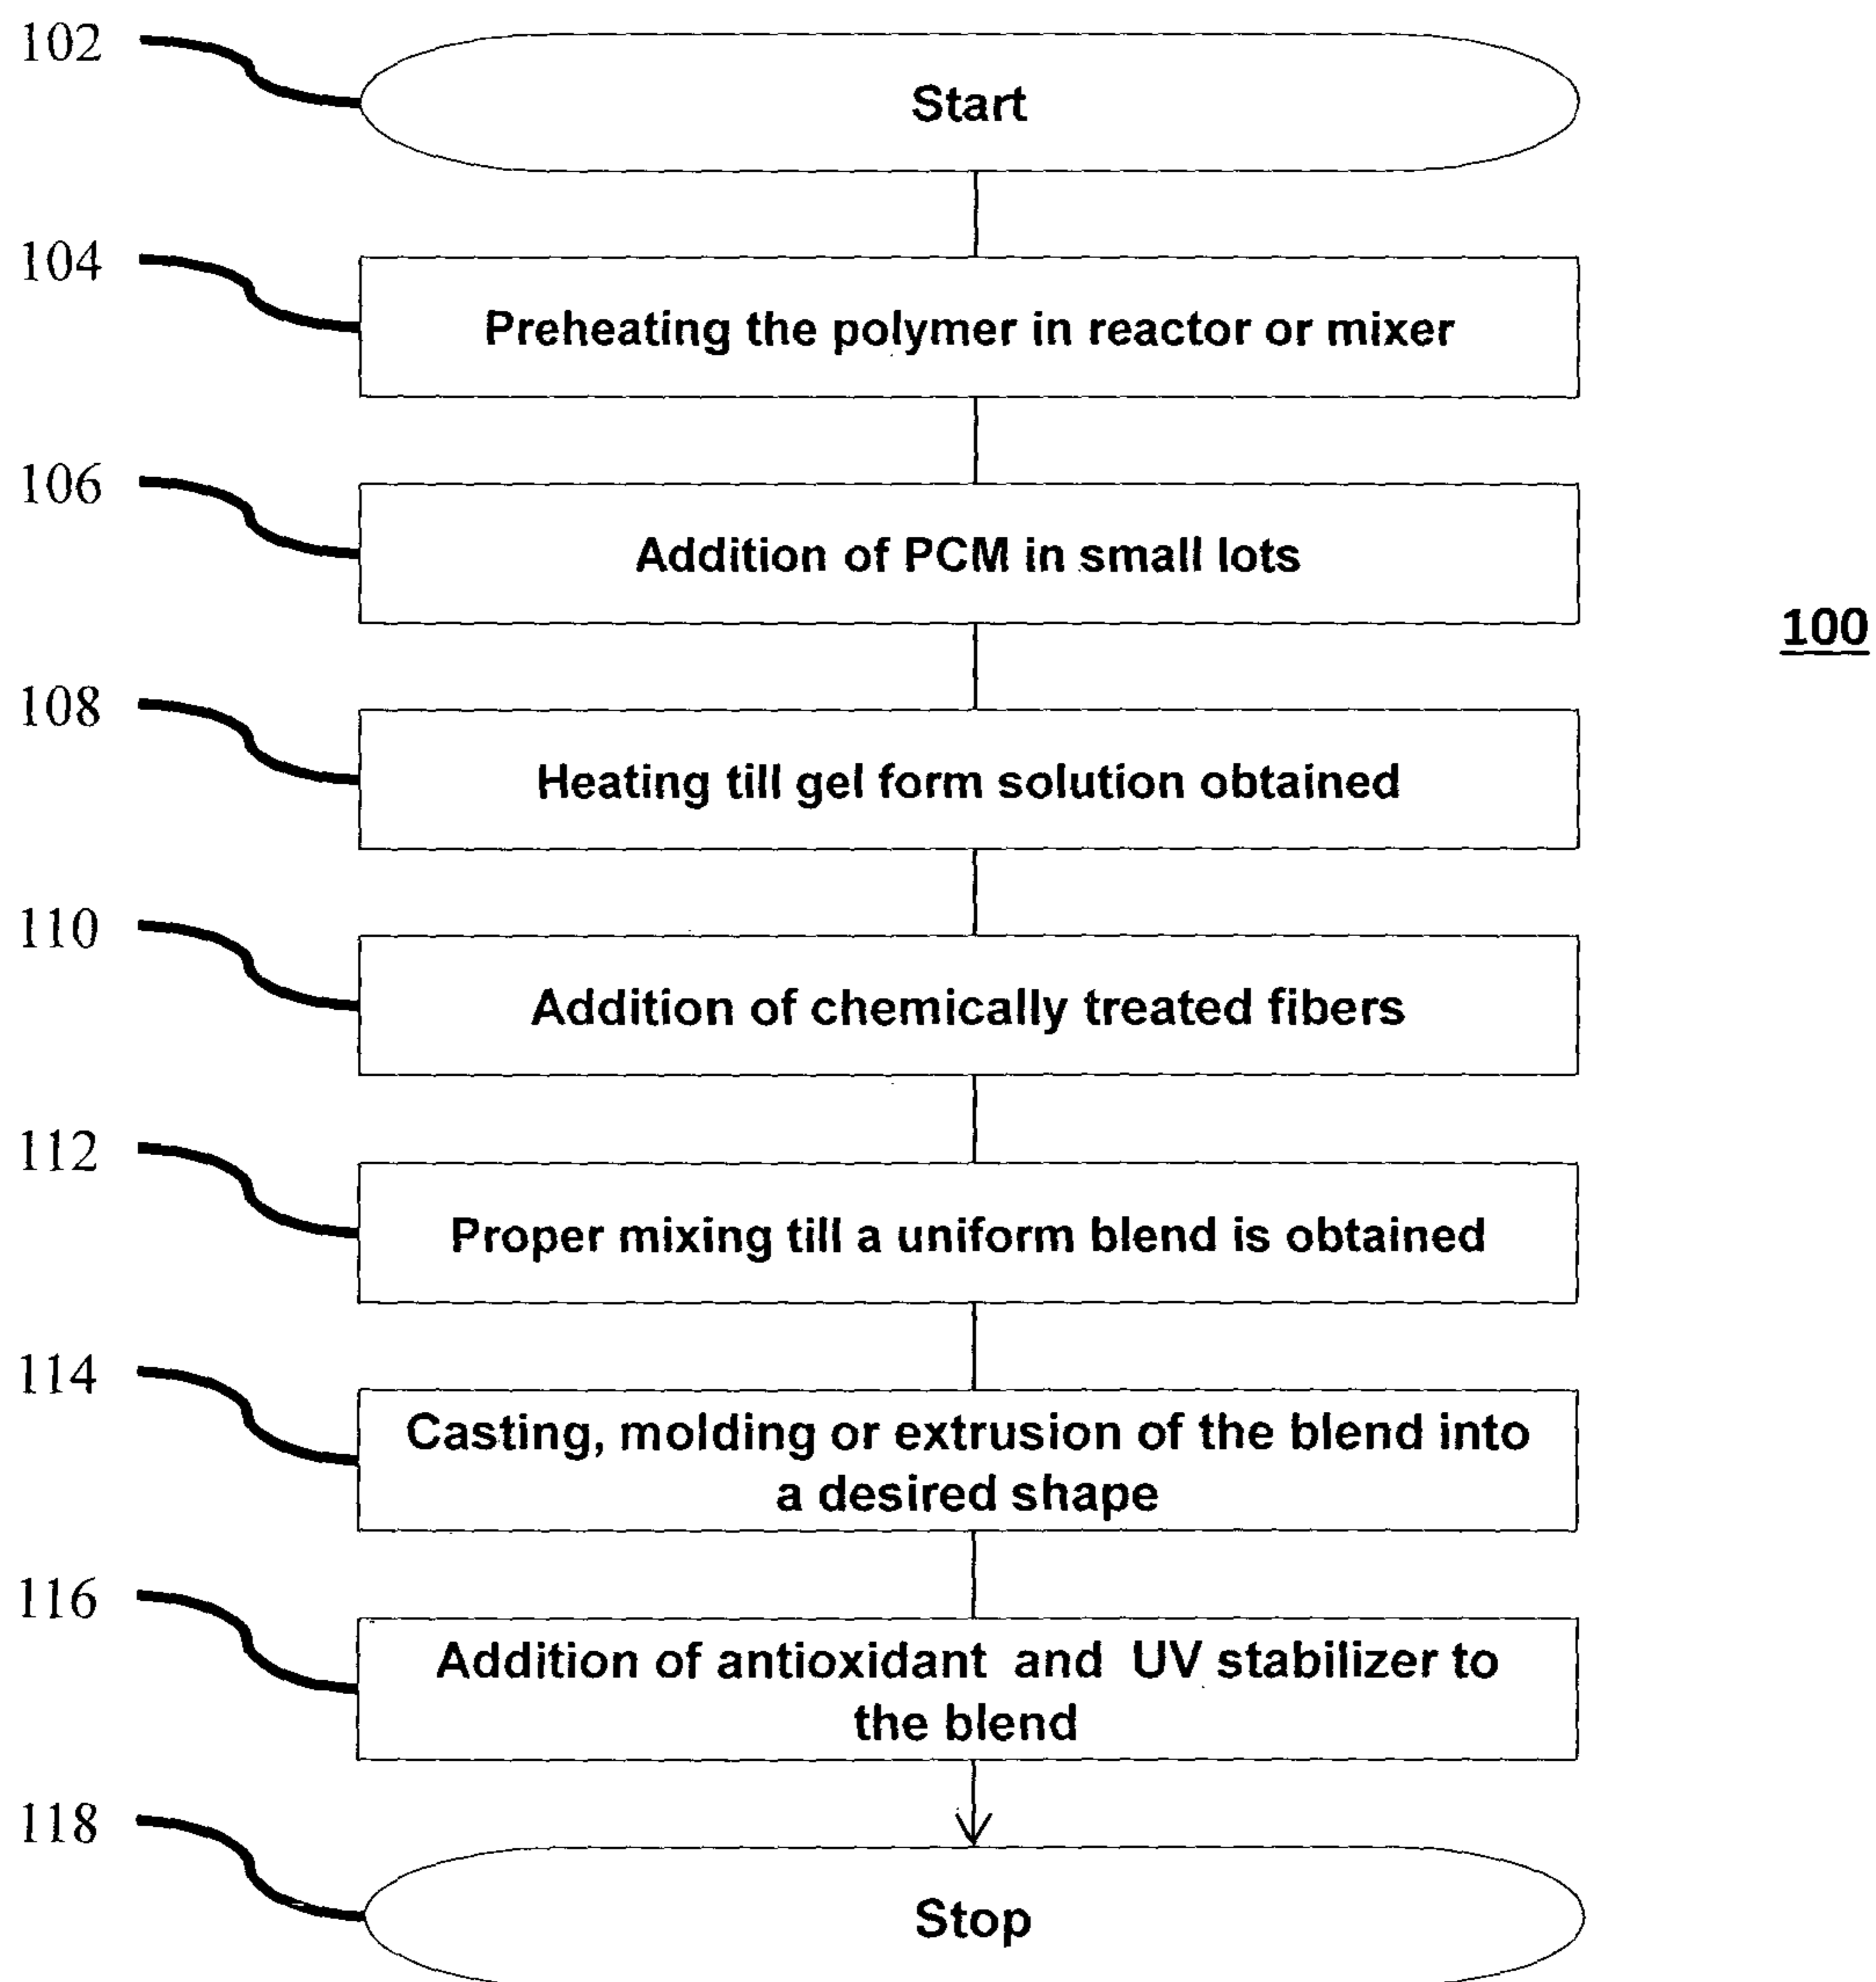 102
Start
104
Preheating the polymer in reactor or mixer
106
Addition of PCM in small lots
100
108
Heating till gel form solution obtained
110
Addition of chemically treated fibers
112
Proper mixing till a uniform blend is obtained
114
Casting, molding or extrusion of the blend into
a desired shape
116
Addition of antioxidant and UV stabilizer to
the blend
118
Stop